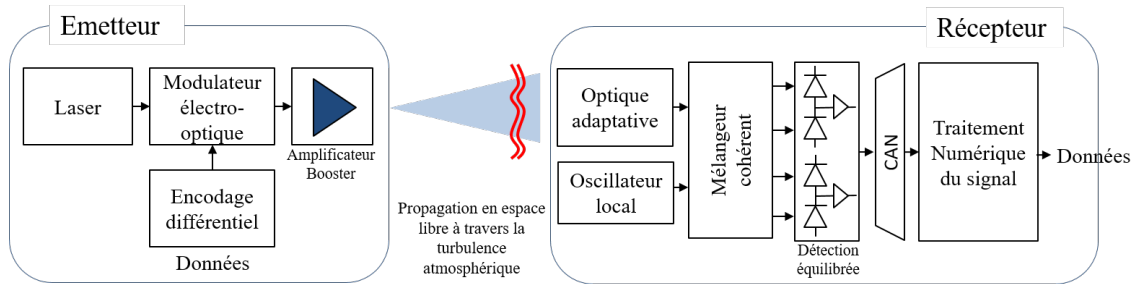 Emetteur
Laser
Modulateur
électro-
optique
Amplificateur
Booster
Encodage
différentiel
Données
Propagation en espace
libre à travers la
turbulence
atmosphérique
Récepteur
Optique
adaptative
Oscillateur
local
Mélangeur
cohérent
Détection
équilibrée
CAN
Traitement
Numérique
du signal
Données